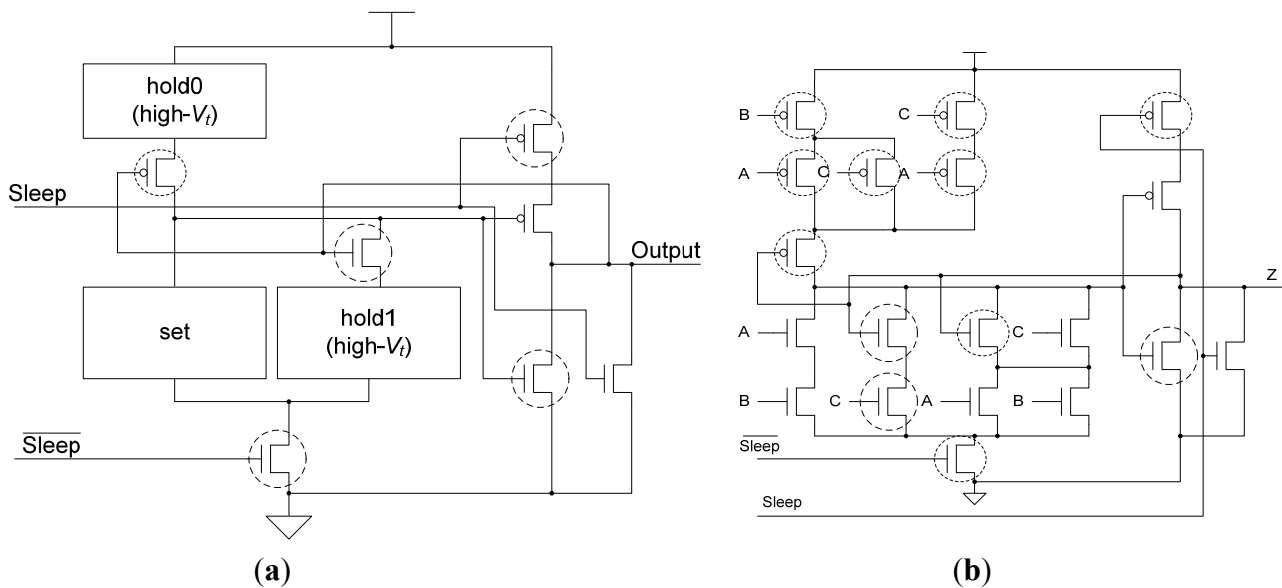 hold0
(high-Vt)
Sleep
Output
set
hold1
(high-Vt)
Sleep
(a)
B
C
A
C
A
Z
A
C
B
C
A
B
Sleep
Sleep
(b)